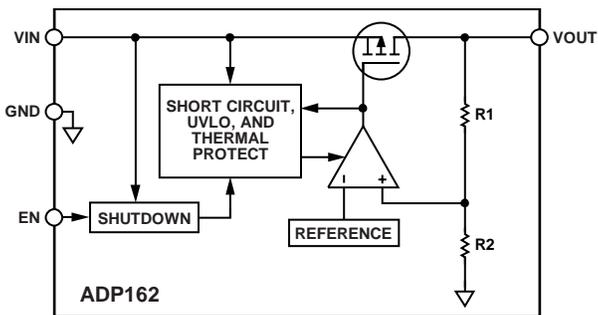 VIN
VOUT
GND
SHORT CIRCUIT,
UVLO, AND
THERMAL
PROTECT
R1
EN
SHUTDOWN
– +
REFERENCE
R2
ADP162